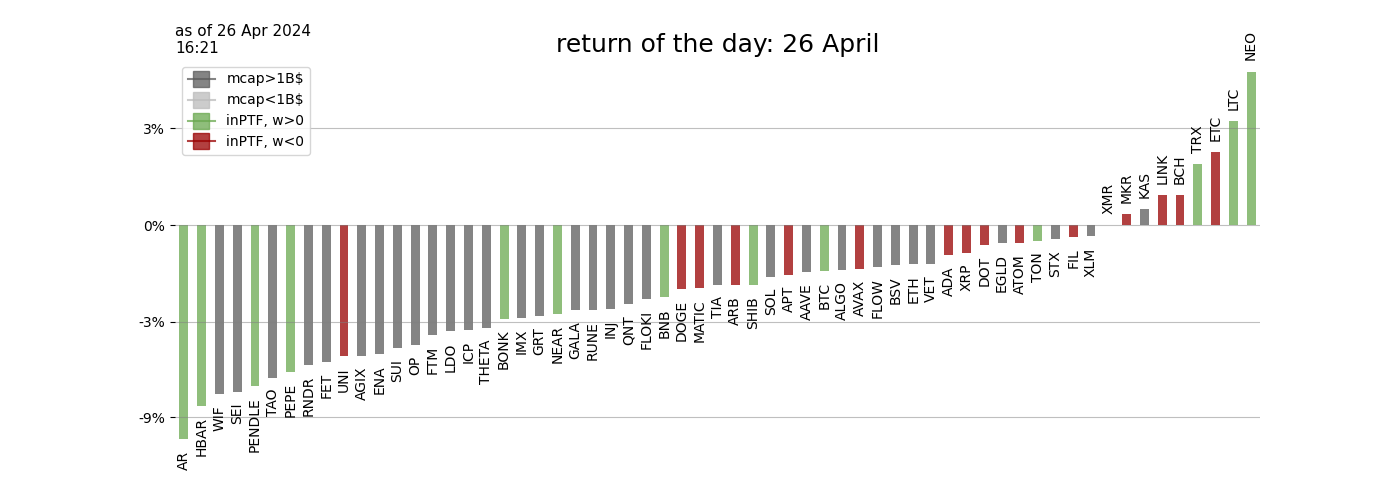 as of 26 Apr 2024
16:21
return of the day: 26 April
mcap>1B$
mcap<1B$
inPTF, w>0
inPTF, w<0
3%
0%
-3%
-9%
AR
HBAR
WIF
SEI
PENDLE
TAO
PEPE
RNDR
FET
UNI
AGIX
ENA
SUI
OP
FTM
LDO
ICP
THETA
BONK
IMX
GRT
NEAR
GALA
RUNE
INJ
QNT
FLOKI
BNB
DOGE
MATIC
TIA
ARB
SHIB
SOL
APT
AAVE
BTC
ALGO
AVAX
FLOW
BSV
ETH
VET
ADA
XRP
DOT
EGLD
ATOM
TON
STX
FIL
XLM
XMR
MKR
KAS
LINK
BCH
TRX
ETC
LTC
NEO